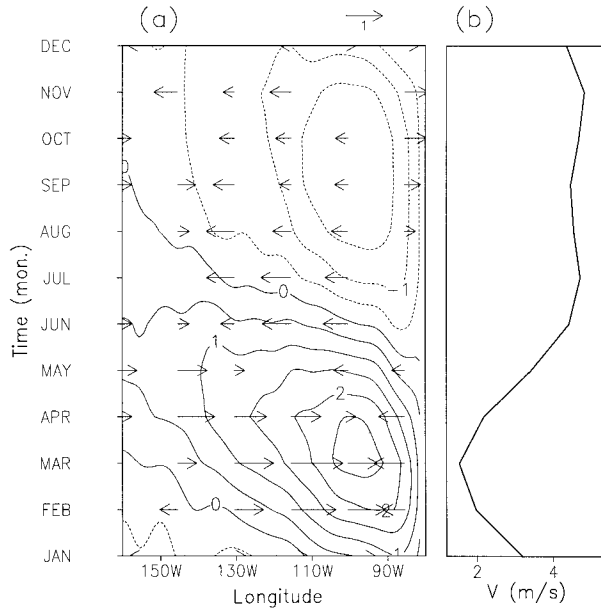 (a)
1
(b)
DEC
NOV
OCT
SEP
AUG
JUL
JUN
MAY
APR
MAR
FEB
JAN
Time (mon.)
0
0
-1
1
2
2
0
1
150W 130W 110W 90W
Longitude
2 4
V (m/s)